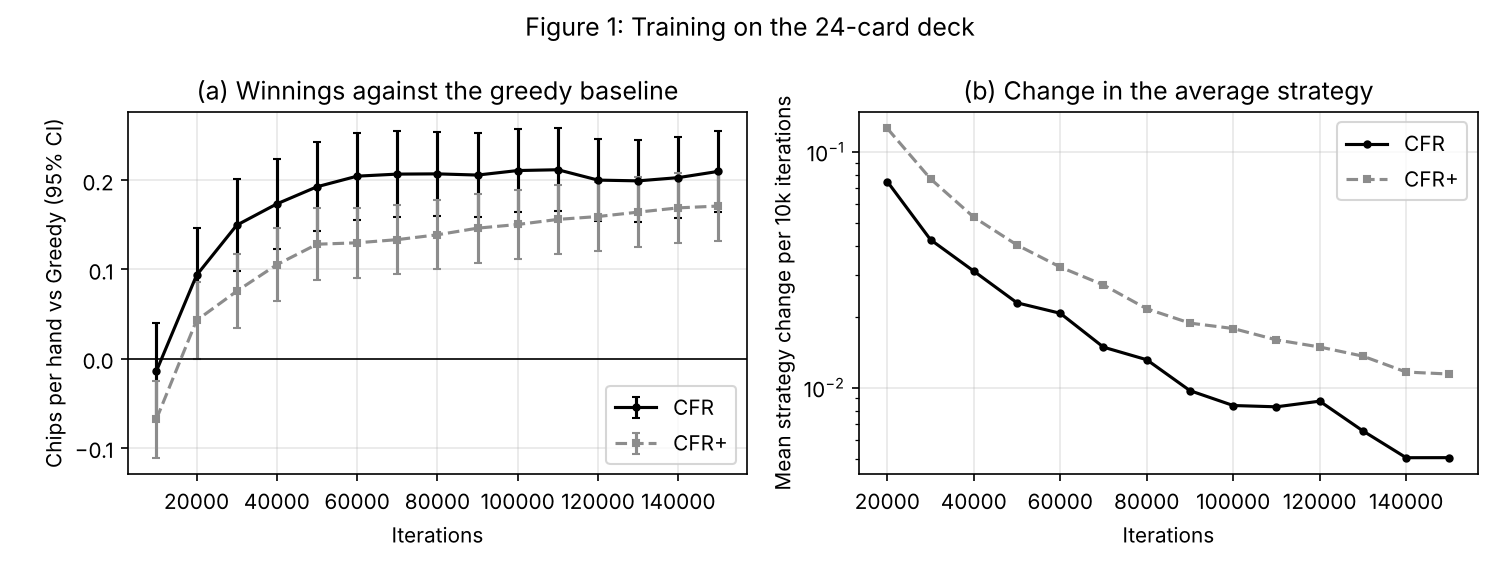 Figure 1: Training on the 24-card deck
(a) Winnings against the greedy baseline
Chips per hand vs Greedy (95% CI)
0.2
0.1
0.0
−0.1
CFR
CFR+
20000 40000 60000 80000 100000 120000 140000
Iterations
(b) Change in the average strategy
Mean strategy change per 10k iterations
10⁻¹
10⁻²
CFR
CFR+
20000 40000 60000 80000 100000 120000 140000
Iterations